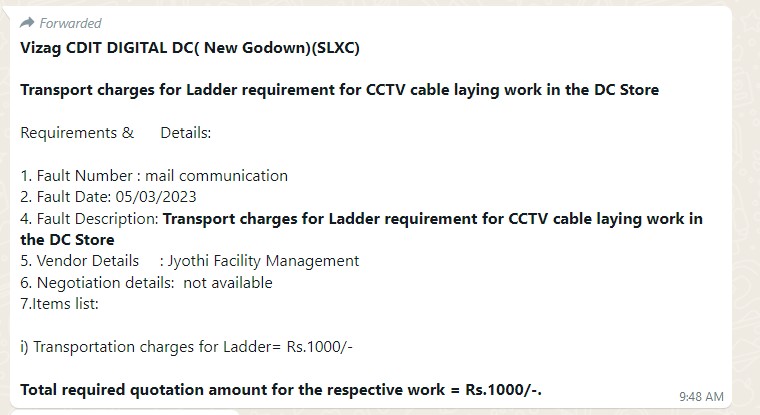 Forwarded
Vizag CDIT DIGITAL DC( New Godown)(SLXC)
Transport charges for Ladder requirement for CCTV cable laying work in the DC Store
Requirements & Details:
1. Fault Number : mail communication
2. Fault Date: 05/03/2023
4. Fault Description: Transport charges for Ladder requirement for CCTV cable laying work in
the DC Store
5. Vendor Details : Jyothi Facility Management
6. Negotiation details: not available
7.Items list:
i) Transportation charges for Ladder= Rs.1000/-
Total required quotation amount for the respective work = Rs.1000/-.
9:48 AM